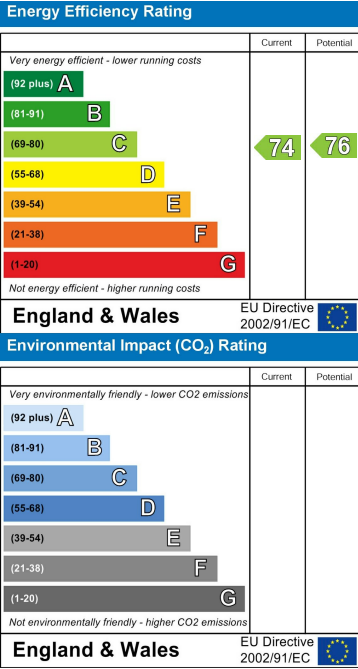 Energy Efficiency Rating
Current Potential
Very energy efficient - lower running costs
(92 plus) A
(81-91) B
(69-80) C 74 76
(55-68) D
(39-54) E
(21-38) F
(1-20) G
Not energy efficient - higher running costs
England & Wales EU Directive 2002/91/EC
Environmental Impact (CO₂) Rating
Current Potential
Very environmentally friendly - lower CO2 emissions
(92 plus) A
(81-91) B
(69-80) C
(55-68) D
(39-54) E
(21-38) F
(1-20) G
Not environmentally friendly - higher CO2 emissions
England & Wales EU Directive 2002/91/EC